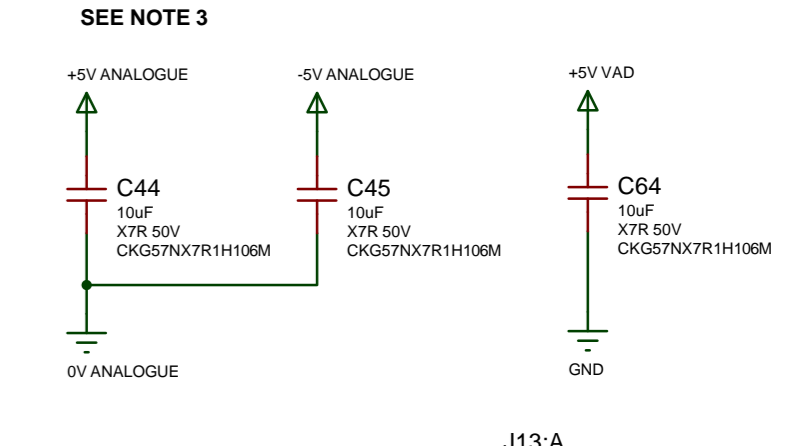 SEE NOTE 3
+5V ANALOGUE
-5V ANALOGUE
+5V VAD
C44
10uF
X7R 50V
CKG57NX7R1H106M
C45
10uF
X7R 50V
CKG57NX7R1H106M
C64
10uF
X7R 50V
CKG57NX7R1H106M
0V ANALOGUE
GND
J13:A